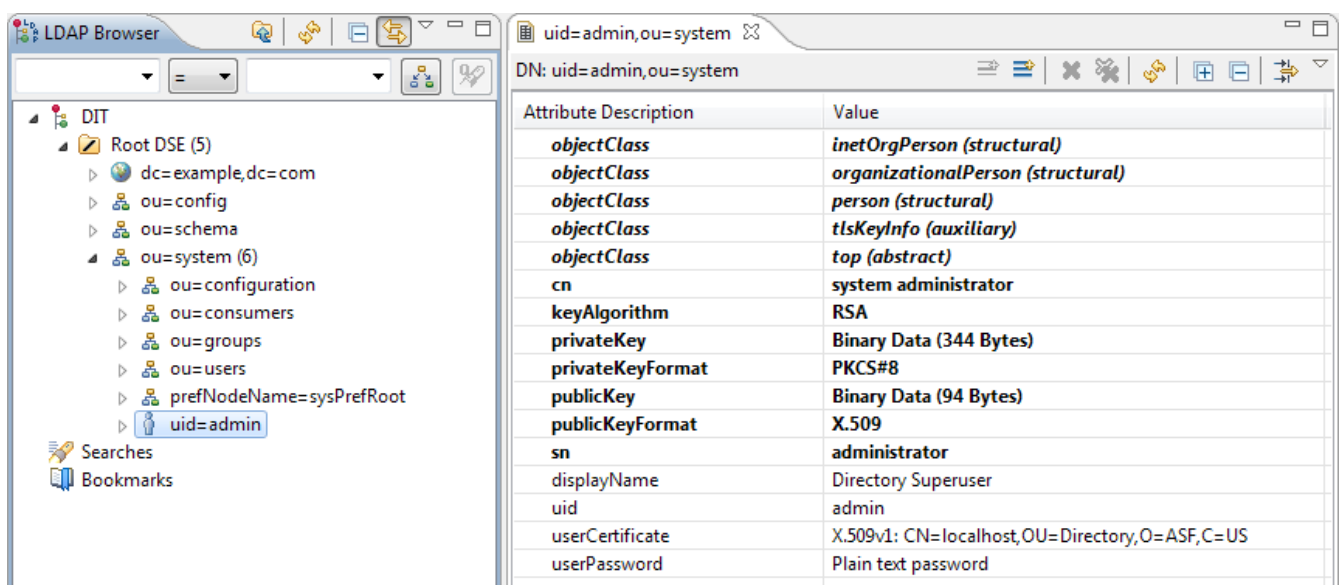 LDAP Browser
=
DIT
Root DSE (5)
dc=example,dc=com
ou=config
ou=schema
ou=system (6)
ou=configuration
ou=consumers
ou=groups
ou=users
prefNodeName=sysPrefRoot
uid=admin
Searches
Bookmarks
uid=admin,ou=system
DN: uid=admin,ou=system
Attribute Description Value
objectClass inetOrgPerson (structural)
objectClass organizationalPerson (structural)
objectClass person (structural)
objectClass tlsKeyInfo (auxiliary)
objectClass top (abstract)
cn system administrator
keyAlgorithm RSA
privateKey Binary Data (344 Bytes)
privateKeyFormat PKCS#8
publicKey Binary Data (94 Bytes)
publicKeyFormat X.509
sn administrator
displayName Directory Superuser
uid admin
userCertificate X.509v1: CN=localhost,OU=Directory,O=ASF,C=US
userPassword Plain text password